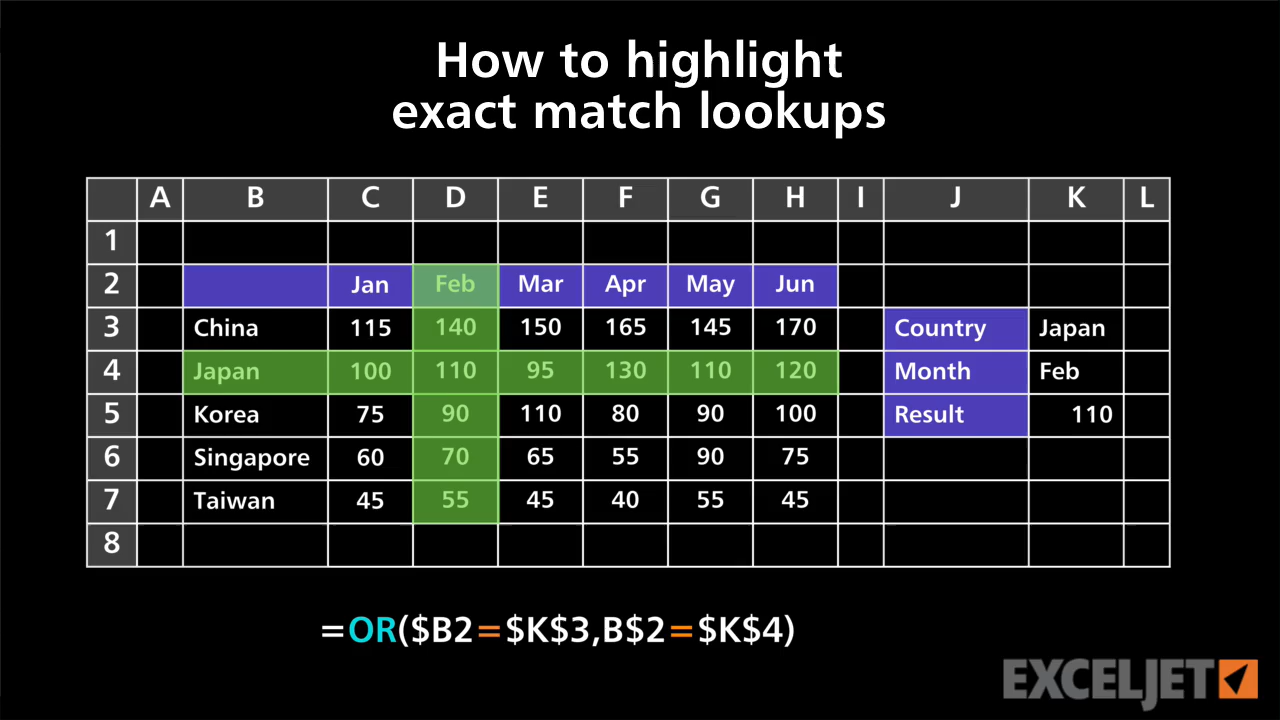 How to highlight
exact match lookups
A B C D E F G H I J K L
1
2 Jan Feb Mar Apr May Jun
3 China 115 140 150 165 145 170 Country Japan
4 Japan 100 110 95 130 110 120 Month Feb
5 Korea 75 90 110 80 90 100 Result 110
6 Singapore 60 70 65 55 90 75
7 Taiwan 45 55 45 40 55 45
8
=OR($B2=$K$3,B$2=$K$4)
EXCELJET